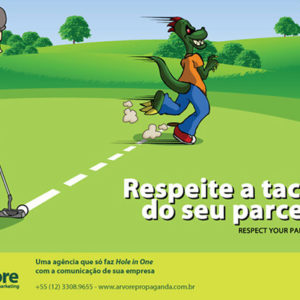 Respeite a tac
do seu parce
RESPECT YOUR PAR
ore
marketing
Uma agência que só faz Hole in One
com a comunicação de sua empresa
+55 (12) 3308.9655 - www.arvorepropaganda.com.br